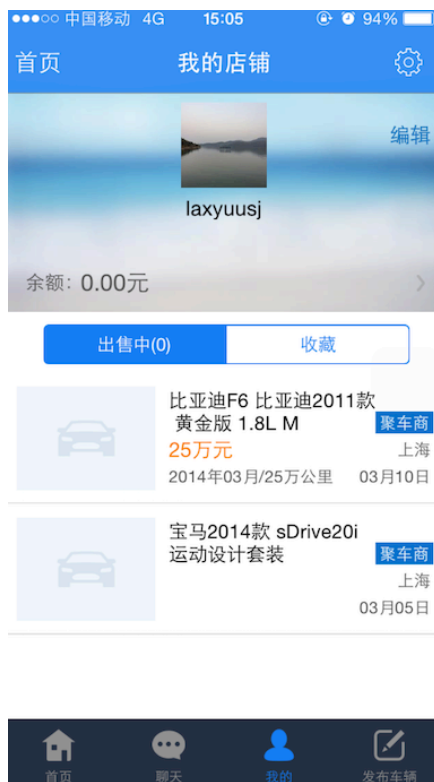 中国移动 4G 15:05 94%
首页 我的店铺
编辑
laxyuusj
余额: 0.00元
出售中(0) 收藏
比亚迪F6 比亚迪2011款
黄金版 1.8L M 聚车商
25万元 上海
2014年03月/25万公里 03月10日
宝马2014款 sDrive20i
运动设计套装 聚车商
上海
03月05日
首页 聊天 我的 发布车辆